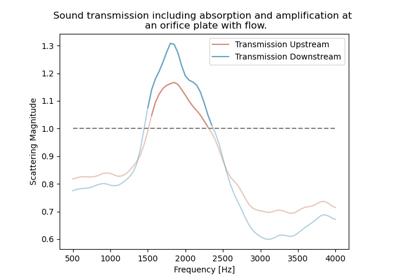 Sound transmission including absorption and amplification at
an orifice plate with flow.
Transmission Upstream
Transmission Downstream
Scattering Magnitude
1.3
1.2
1.1
1.0
0.9
0.8
0.7
0.6
500 1000 1500 2000 2500 3000 3500 4000
Frequency [Hz]